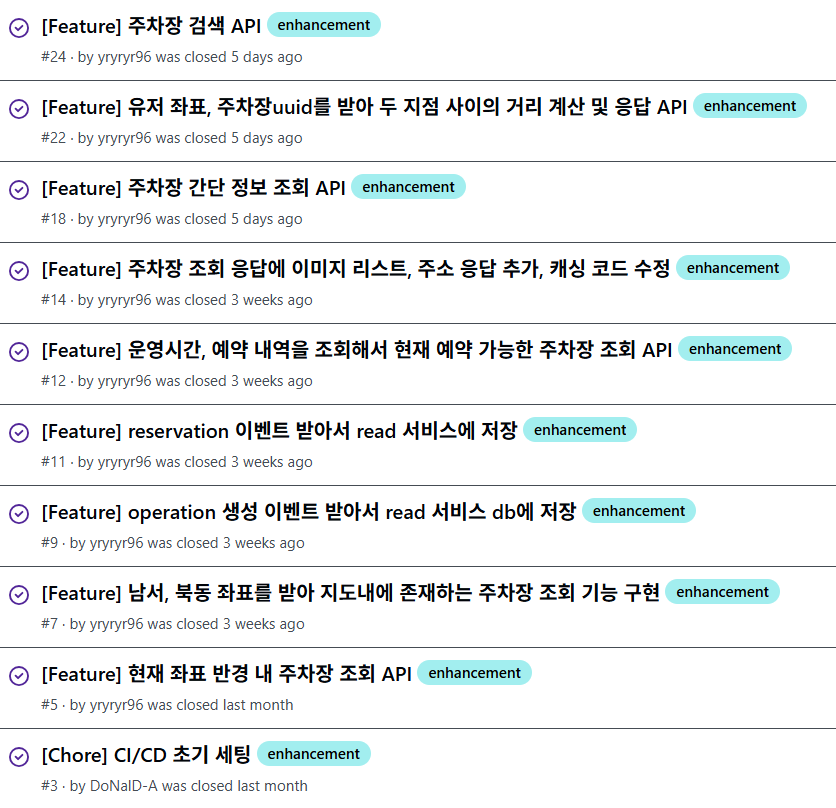 [Feature] 주차장 검색 API enhancement
#24 · by yryryr96 was closed 5 days ago
[Feature] 유저 좌표, 주차장uuid를 받아 두 지점 사이의 거리 계산 및 응답 API enhancement
#22 · by yryryr96 was closed 5 days ago
[Feature] 주차장 간단 정보 조회 API enhancement
#18 · by yryryr96 was closed 5 days ago
[Feature] 주차장 조회 응답에 이미지 리스트, 주소 응답 추가, 캐싱 코드 수정 enhancement
#14 · by yryryr96 was closed 3 weeks ago
[Feature] 운영시간, 예약 내역을 조회해서 현재 예약 가능한 주차장 조회 API enhancement
#12 · by yryryr96 was closed 3 weeks ago
[Feature] reservation 이벤트 받아서 read 서비스에 저장 enhancement
#11 · by yryryr96 was closed 3 weeks ago
[Feature] operation 생성 이벤트 받아서 read 서비스 db에 저장 enhancement
#9 · by yryryr96 was closed 3 weeks ago
[Feature] 남서, 북동 좌표를 받아 지도내에 존재하는 주차장 조회 기능 구현 enhancement
#7 · by yryryr96 was closed 3 weeks ago
[Feature] 현재 좌표 반경 내 주차장 조회 API enhancement
#5 · by yryryr96 was closed last month
[Chore] CI/CD 초기 세팅 enhancement
#3 · by DoNaID-A was closed last month